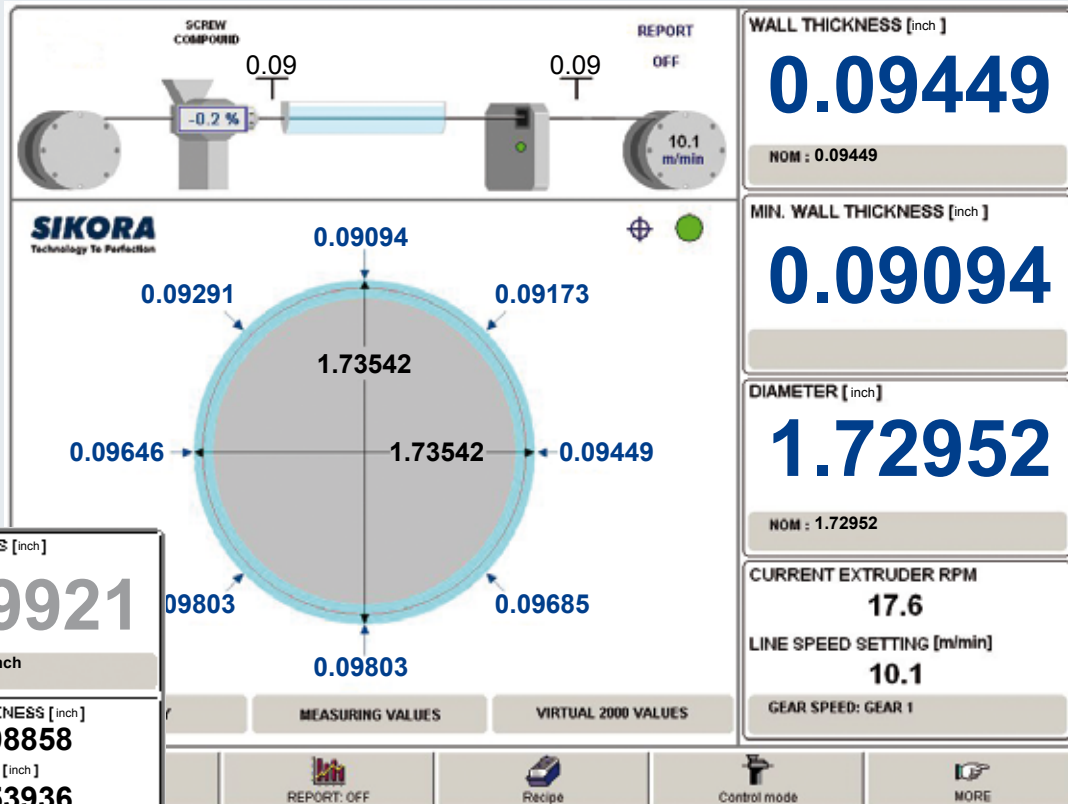 SCREW
COMPOUND
REPORT
OFF
0.09
0.09
-0.2 %
10.1
m/min
WALL THICKNESS [inch]
0.09449
NOM : 0.09449
SIKORA
Technology To Perfection
0.09094
0.09291
0.09173
1.73542
0.09646
1.73542
0.09449
09803
0.09685
0.09803
MIN. WALL THICKNESS [inch]
0.09094
DIAMETER [inch]
1.72952
NOM : 1.72952
CURRENT EXTRUDER RPM
17.6
LINE SPEED SETTING [m/min]
10.1
GEAR SPEED: GEAR 1
S [inch]
9921
nch
KNESS [inch]
08858
[inch]
53936
Y
MEASURING VALUES
VIRTUAL 2000 VALUES
REPORT: OFF
Recipe
Control mode
MORE